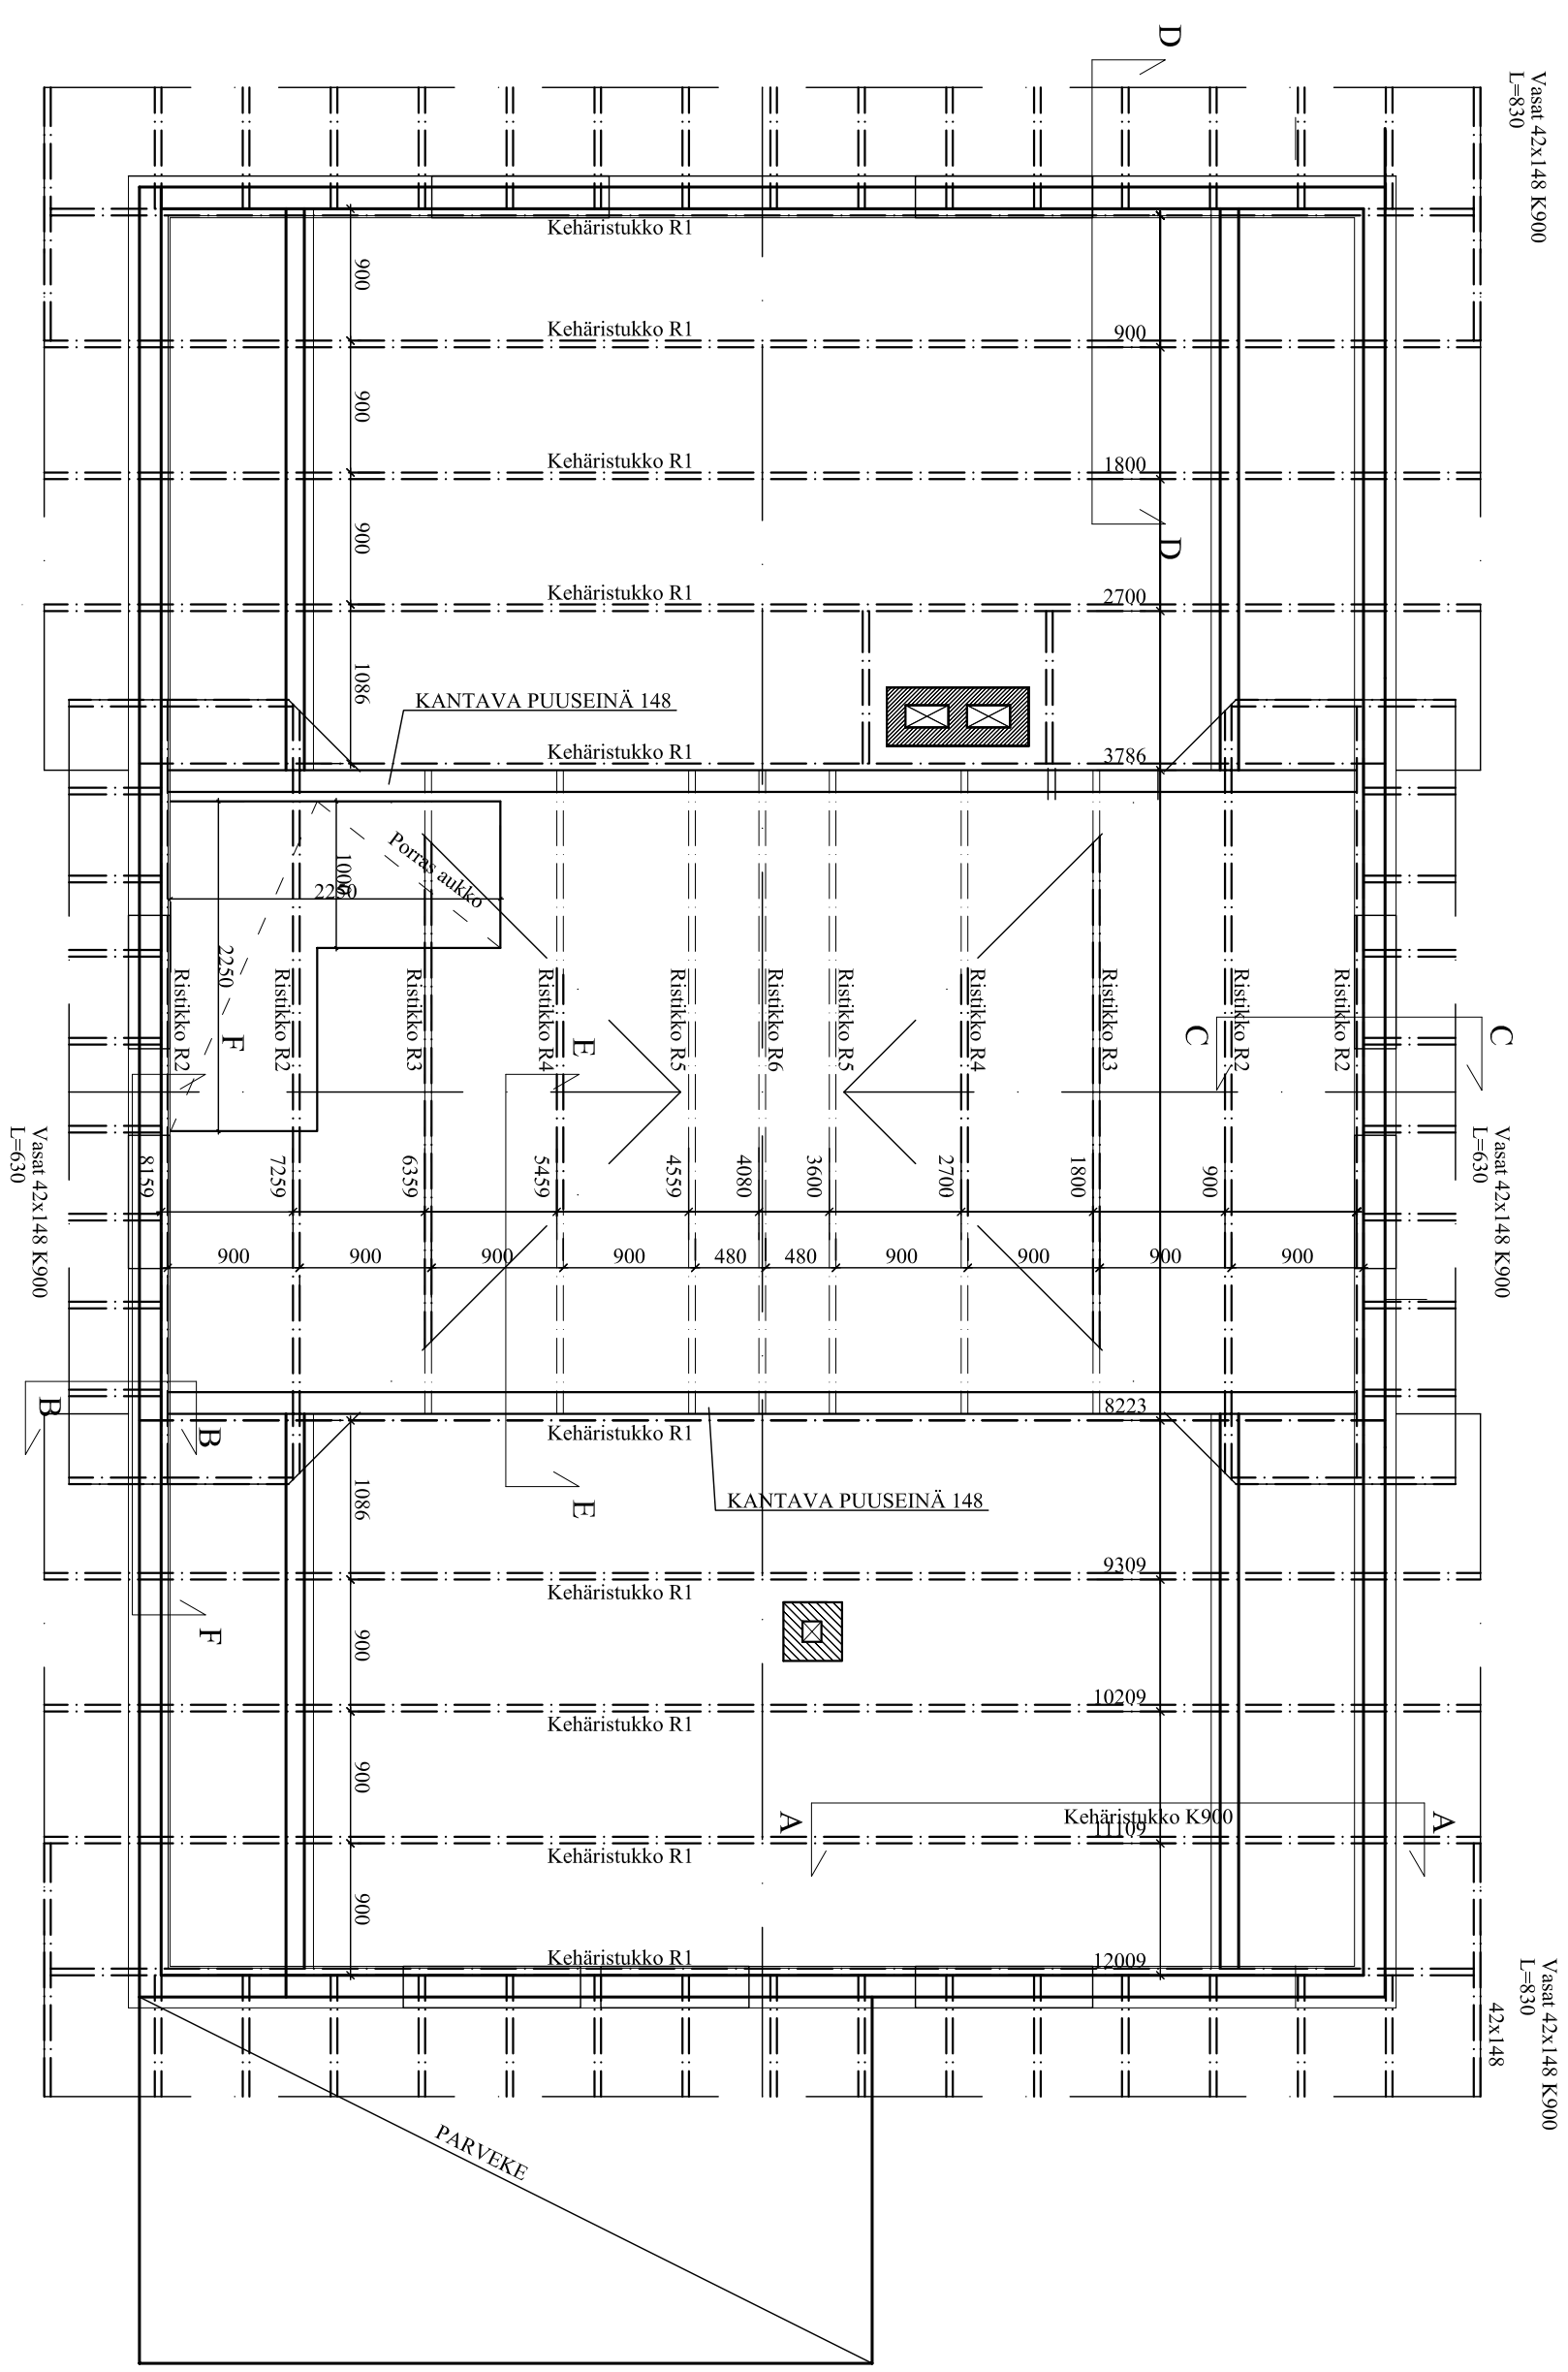 D
Vasat 42x148 K900
L=830
Kehäristukko R1
900
Kehäristukko R1
900
900
Kehäristukko R1
1800
D
900
Kehäristukko R1
2700
1086
KANTAVA PUUSEINÄ 148
Kehäristukko R1
3786
Porras aukko
1000
2250
2250
Ristikko R2
Ristikko R2
Ristikko R3
Ristikko R4
Ristikko R5
Ristikko R6
Ristikko R5
Ristikko R4
Ristikko R3
Ristikko R2
Ristikko R2
F
E
C
C
Vasat 42x148 K900
L=630
8159
7259
6359
5459
4559
4080
3600
2700
1800
900
Vasat 42x148 K900
L=630
900
900
900
900
480
480
900
900
900
900
B
B
8223
Kehäristukko R1
1086
E
KANTAVA PUUSEINÄ 148
9309
Kehäristukko R1
F
900
10209
Kehäristukko R1
900
A
Kehäristukko K900
A
11109
Kehäristukko R1
900
Kehäristukko R1
12009
Vasat 42x148 K900
L=830
42x148
PARVEKE